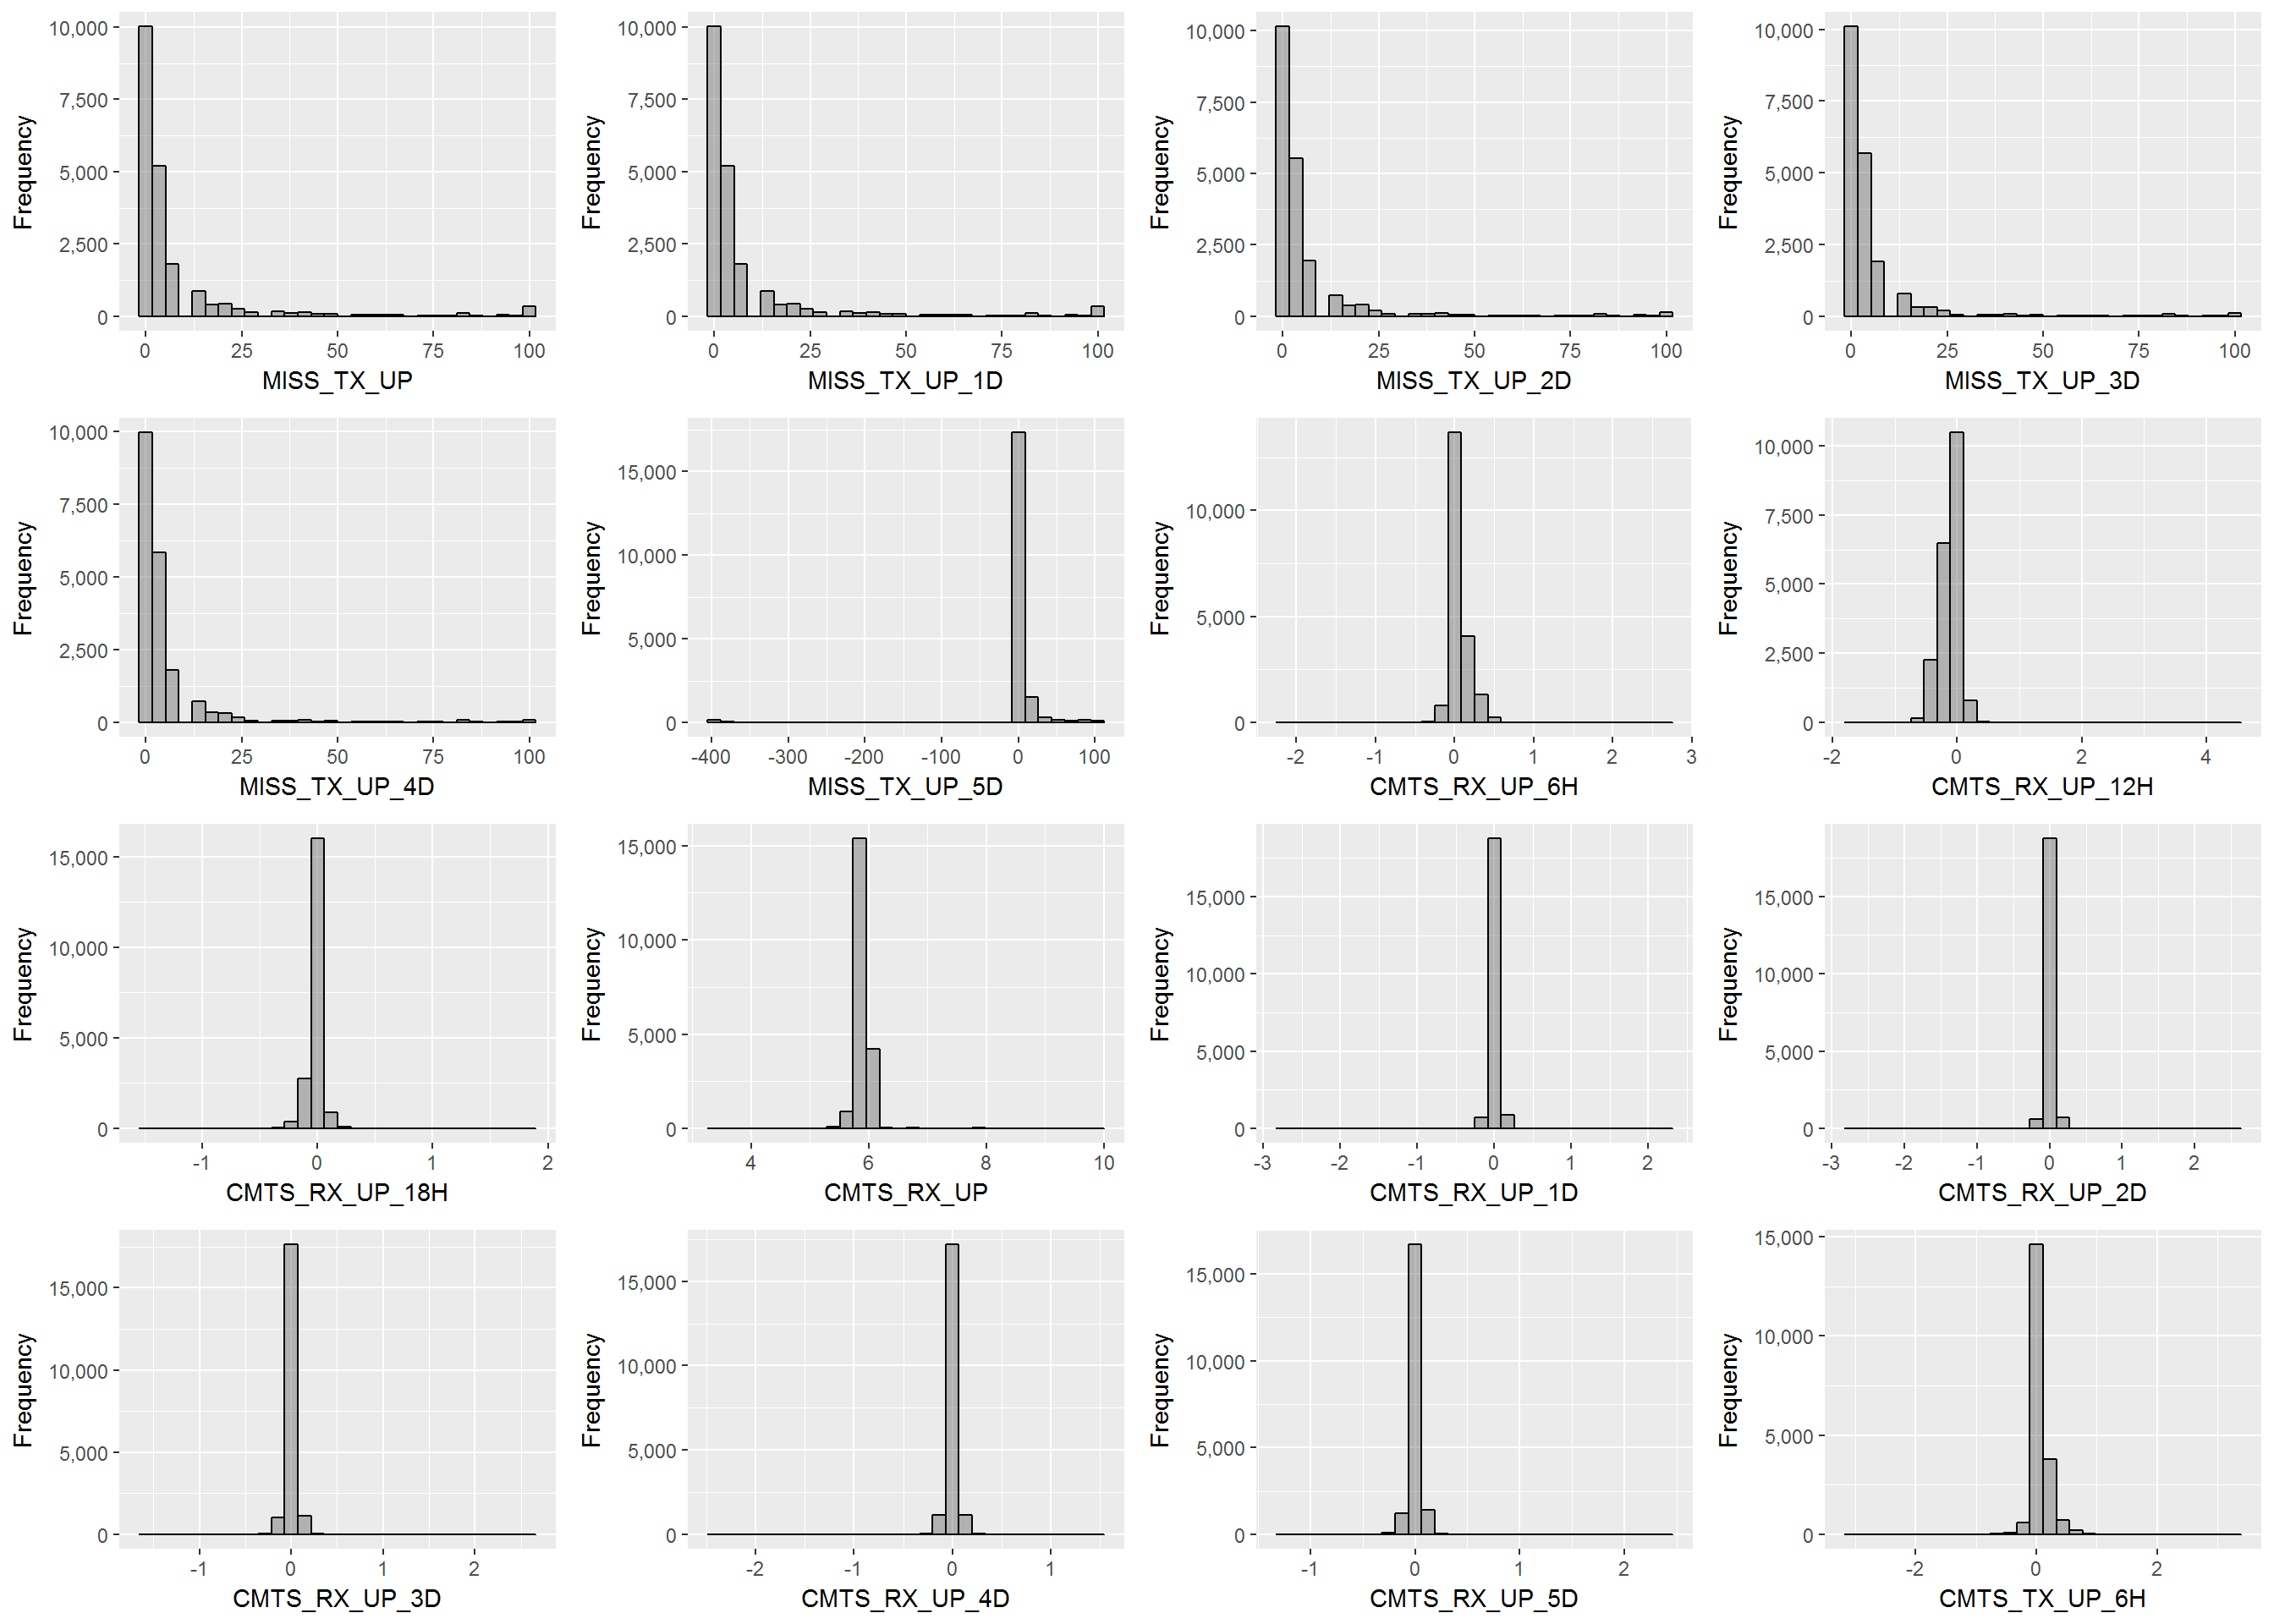 10,000
7,500
5,000
2,500
0
Frequency
0 25 50 75 100
MISS_TX_UP
10,000
7,500
5,000
2,500
0
Frequency
0 25 50 75 100
MISS_TX_UP_1D
10,000
7,500
5,000
2,500
0
Frequency
0 25 50 75 100
MISS_TX_UP_2D
10,000
7,500
5,000
2,500
0
Frequency
0 25 50 75 100
MISS_TX_UP_3D
10,000
7,500
5,000
2,500
0
Frequency
0 25 50 75 100
MISS_TX_UP_4D
15,000
10,000
5,000
0
Frequency
-400 -300 -200 -100 0 100
MISS_TX_UP_5D
10,000
5,000
0
Frequency
-2 -1 0 1 2 3
CMTS_RX_UP_6H
10,000
7,500
5,000
2,500
0
Frequency
-2 0 2 4
CMTS_RX_UP_12H
15,000
10,000
5,000
0
Frequency
-1 0 1 2
CMTS_RX_UP_18H
15,000
10,000
5,000
0
Frequency
4 6 8 10
CMTS_RX_UP
15,000
10,000
5,000
0
Frequency
-3 -2 -1 0 1 2
CMTS_RX_UP_1D
15,000
10,000
5,000
0
Frequency
-3 -2 -1 0 1 2
CMTS_RX_UP_2D
15,000
10,000
5,000
0
Frequency
-1 0 1 2
CMTS_RX_UP_3D
15,000
10,000
5,000
0
Frequency
-2 -1 0 1
CMTS_RX_UP_4D
15,000
10,000
5,000
0
Frequency
-1 0 1 2
CMTS_RX_UP_5D
15,000
10,000
5,000
0
Frequency
-2 0 2
CMTS_TX_UP_6H